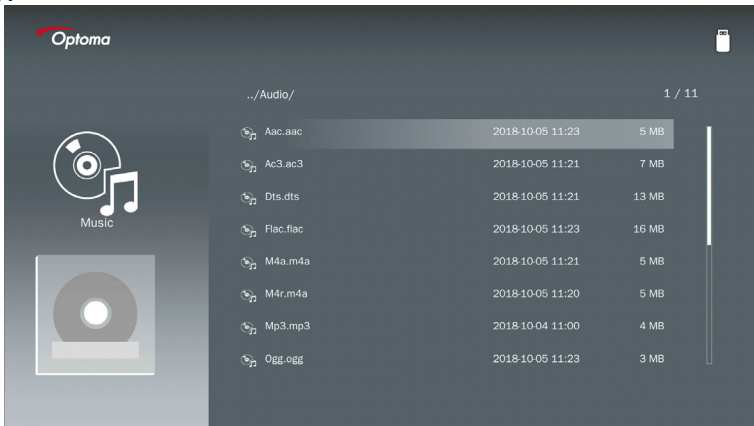 Optoma
../Audio/ 1 / 11
Aac.aac 2018-10-05 11:23 5 MB
Ac3.ac3 2018-10-05 11:21 7 MB
Dts.dts 2018-10-05 11:21 13 MB
Flac.flac 2018-10-05 11:23 16 MB
M4a.m4a 2018-10-05 11:21 5 MB
M4r.m4a 2018-10-05 11:20 5 MB
Mp3.mp3 2018-10-04 11:00 4 MB
Ogg.ogg 2018-10-05 11:23 3 MB
Music